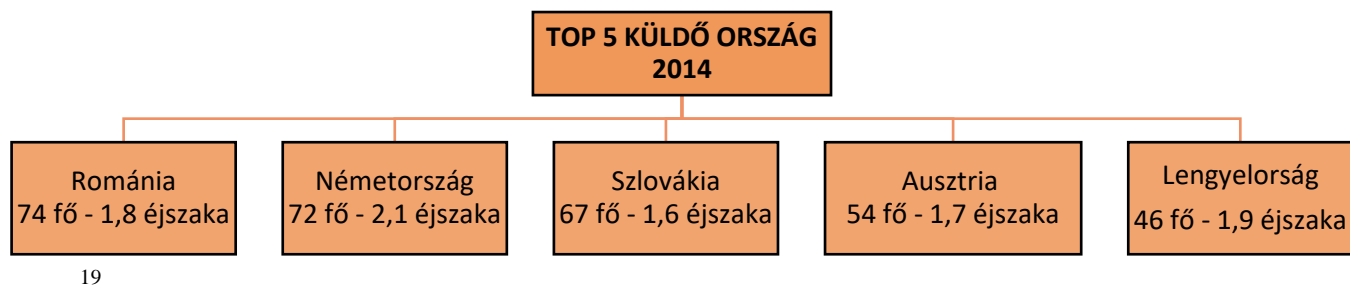 TOP 5 KÜLDŐ ORSZÁG
2014
Románia
74 fő - 1,8 éjszaka
Németország
72 fő - 2,1 éjszaka
Szlovákia
67 fő - 1,6 éjszaka
Ausztria
54 fő - 1,7 éjszaka
Lengyelorság
46 fő - 1,9 éjszaka
19